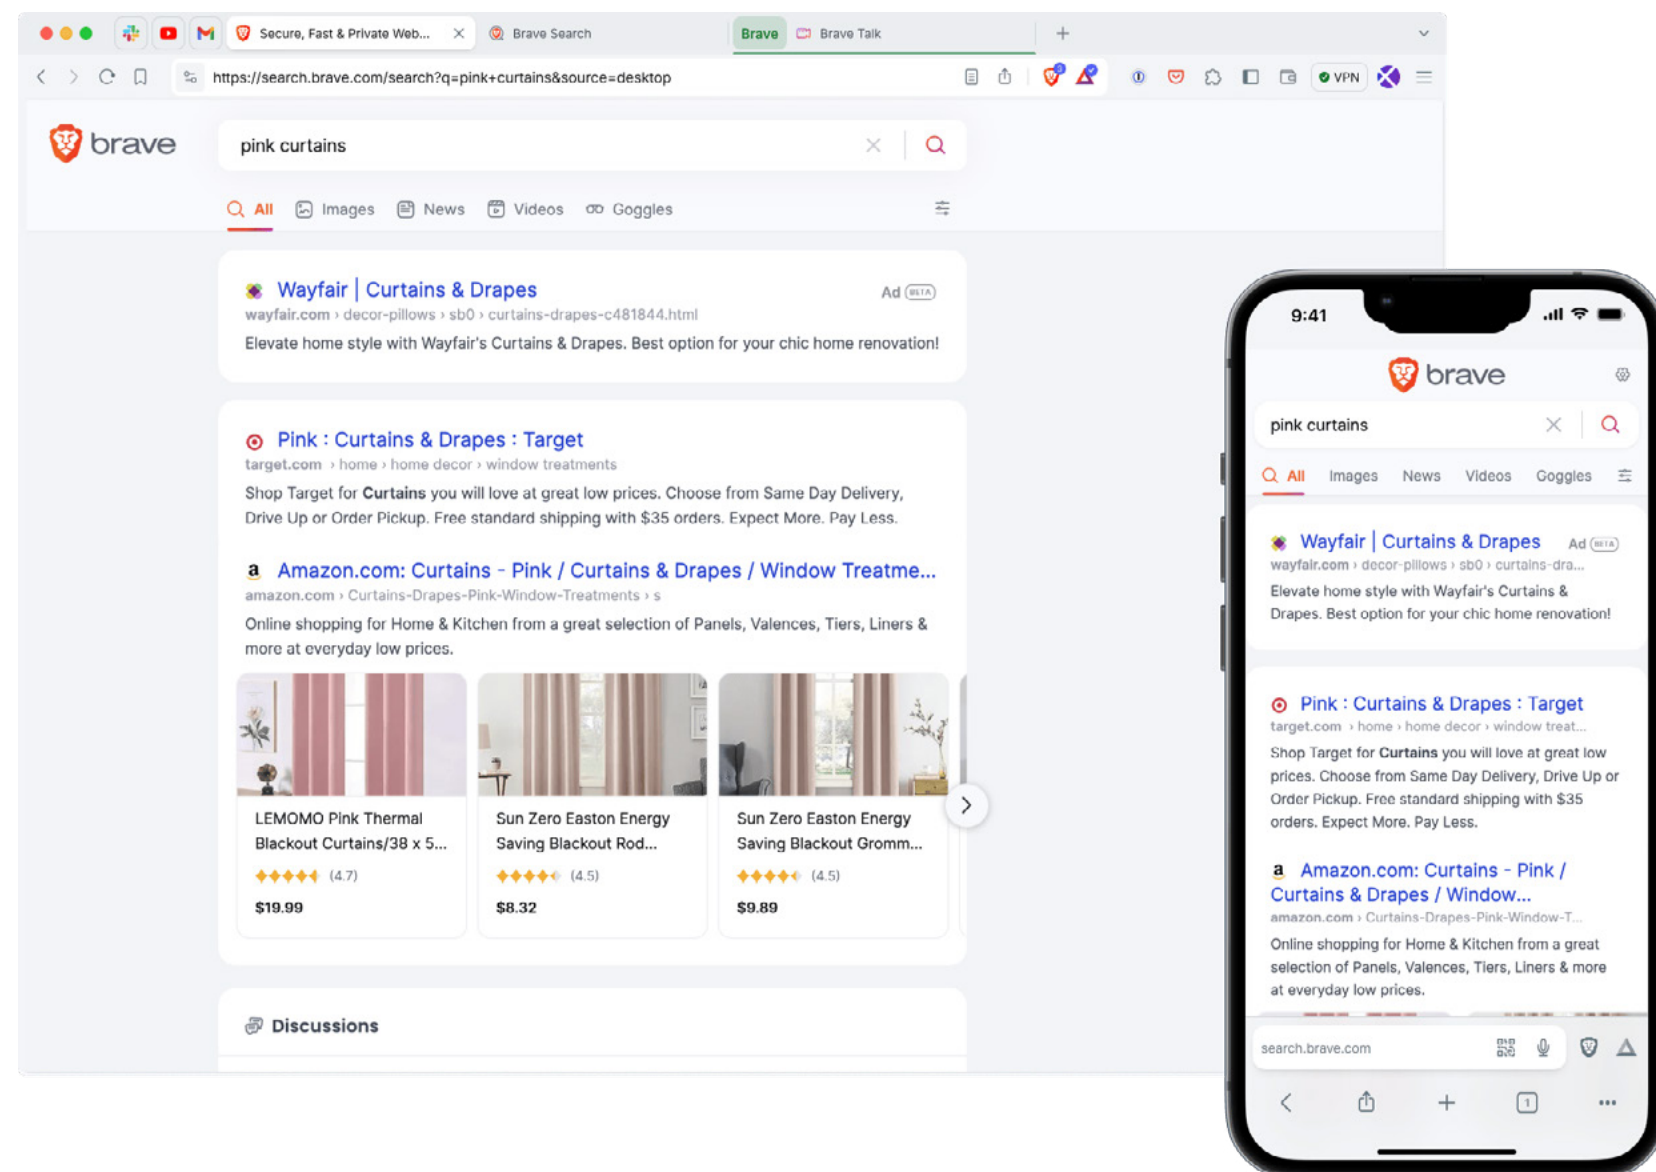 Secure, Fast & Private Web...
Brave Search
Brave
Brave Talk
https://search.brave.com/search?q=pink+curtains&source=desktop
VPN
brave
pink curtains
All
Images
News
Videos
Goggles
Wayfair | Curtains & Drapes
Ad BETA
wayfair.com › decor-pillows › sb0 › curtains-drapes-c481844.html
Elevate home style with Wayfair's Curtains & Drapes. Best option for your chic home renovation!
Pink : Curtains & Drapes : Target
target.com › home › home decor › window treatments
Shop Target for Curtains you will love at great low prices. Choose from Same Day Delivery,
Drive Up or Order Pickup. Free standard shipping with $35 orders. Expect More. Pay Less.
Amazon.com: Curtains - Pink / Curtains & Drapes / Window Treatme...
amazon.com › Curtains-Drapes-Pink-Window-Treatments › s
Online shopping for Home & Kitchen from a great selection of Panels, Valences, Tiers, Liners &
more at everyday low prices.
LEMOMO Pink Thermal
Blackout Curtains/38 x 5...
(4.7)
$19.99
Sun Zero Easton Energy
Saving Blackout Rod...
(4.5)
$8.32
Sun Zero Easton Energy
Saving Blackout Gromm...
(4.5)
$9.89
Discussions
9:41
brave
pink curtains
All
Images
News
Videos
Goggles
Wayfair | Curtains & Drapes
Ad BETA
wayfair.com › decor-pillows › sb0 › curtains-dra...
Elevate home style with Wayfair's Curtains &
Drapes. Best option for your chic home renovation!
Pink : Curtains & Drapes : Target
target.com › home › home decor › window treat...
Shop Target for Curtains you will love at great low
prices. Choose from Same Day Delivery, Drive Up or
Order Pickup. Free standard shipping with $35
orders. Expect More. Pay Less.
Amazon.com: Curtains - Pink /
Curtains & Drapes / Window...
amazon.com › Curtains-Drapes-Pink-Window-T...
Online shopping for Home & Kitchen from a great
selection of Panels, Valences, Tiers, Liners & more
at everyday low prices.
search.brave.com
1